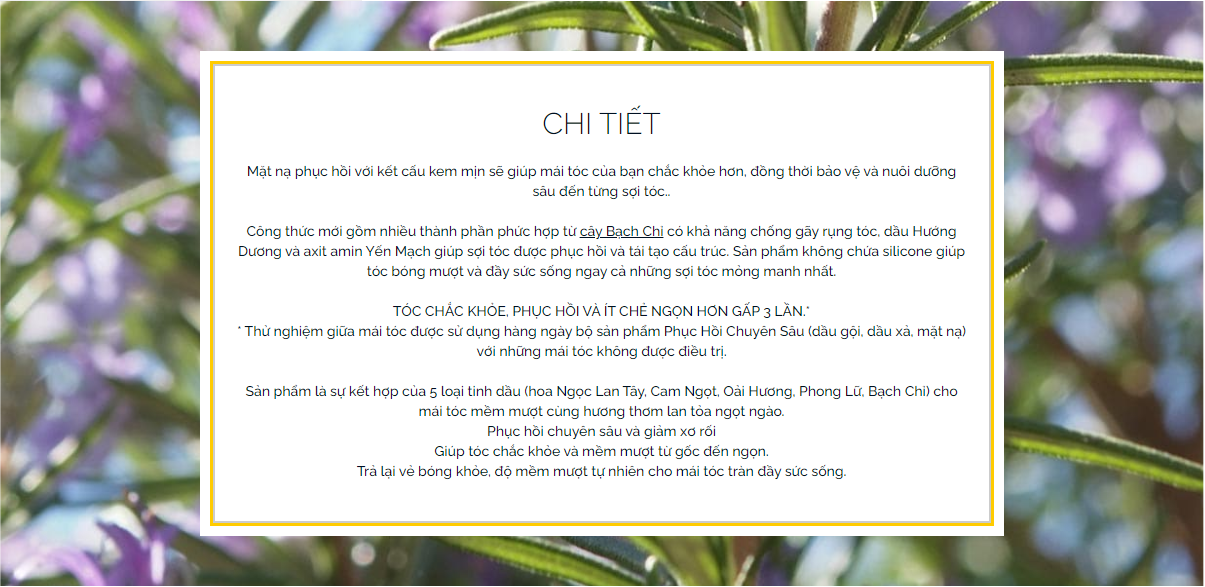 CHI TIẾT
Mặt nạ phục hồi với kết cấu kem mịn sẽ giúp mái tóc của bạn chắc khỏe hơn, đồng thời bảo vệ và nuôi dưỡng
sâu đến từng sợi tóc..
Công thức mới gồm nhiều thành phần phức hợp từ cây Bạch Chi có khả năng chống gãy rụng tóc, dầu Hướng
Dương và axit amin Yến Mạch giúp sợi tóc được phục hồi và tái tạo cấu trúc. Sản phẩm không chứa silicone giúp
tóc bóng mượt và đầy sức sống ngay cả những sợi tóc mỏng manh nhất.
TÓC CHẮC KHỎE, PHỤC HỒI VÀ ÍT CHẺ NGỌN HƠN GẤP 3 LẦN.*
* Thử nghiệm giữa mái tóc được sử dụng hàng ngày bộ sản phẩm Phục Hồi Chuyên Sâu (dầu gội, dầu xả, mặt nạ)
với những mái tóc không được điều trị.
Sản phẩm là sự kết hợp của 5 loại tinh dầu (hoa Ngọc Lan Tây, Cam Ngọt, Oải Hương, Phong Lữ, Bạch Chi) cho
mái tóc mềm mượt cùng hương thơm lan tỏa ngọt ngào.
Phục hồi chuyên sâu và giảm xơ rối
Giúp tóc chắc khỏe và mềm mượt từ gốc đến ngọn.
Trả lại vẻ bóng khỏe, độ mềm mượt tự nhiên cho mái tóc tràn đầy sức sống.